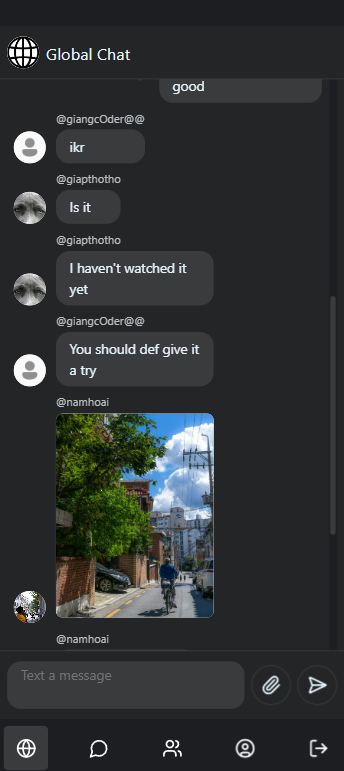 Global Chat
good
@giangcOder@@
ikr
@giapthotho
Is it
@giapthotho
I haven't watched it
yet
@giangcOder@@
You should def give it
a try
@namhoai
@namhoai
Text a message